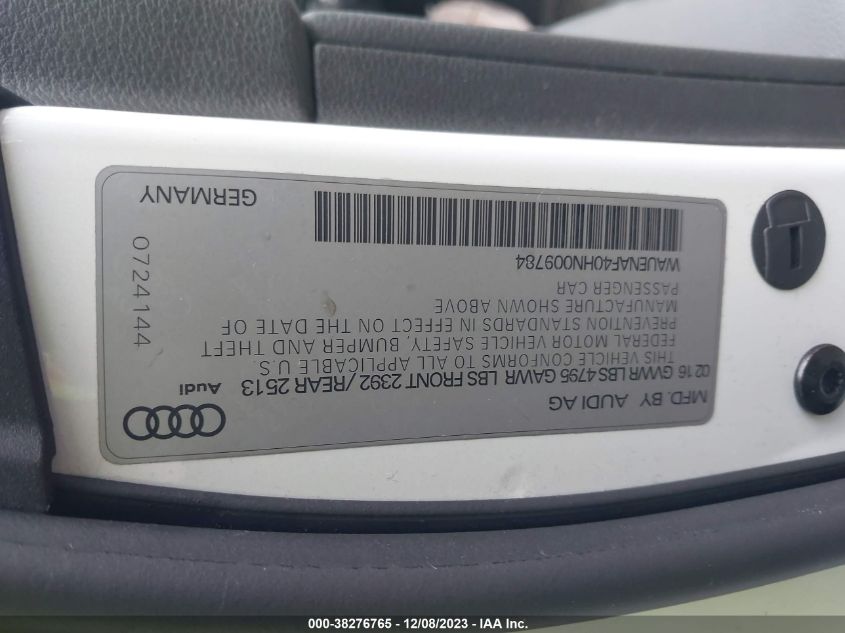 MFD. BY AUDI AG
Audi
02 16 GVWR LBS 4795 GAWR LBS FRONT 2392 / REAR 2513
THIS VEHICLE CONFORMS TO ALL APPLICABLE U.S.
FEDERAL MOTOR VEHICLE SAFETY, BUMPER AND THEFT
PREVENTION STANDARDS IN EFFECT ON THE DATE OF
MANUFACTURE SHOWN ABOVE
PASSENGER CAR
WAUENAF40HN009784
0724144
GERMANY
000-38276765 - 12/08/2023 - IAA Inc.